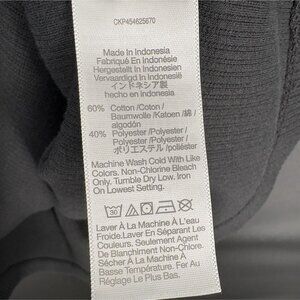 CKP454625670
Made In Indonesia
Fabriqué En Indonésie
Hergestellt In Indonesien
Vervaardigd In Indonesië
インドネシア製
hecho en indonesia
60% Cotton /Coton /
Baumwolle /Katoen /綿 /
algodón
40% Polyester /Polyester /
Polyester /Polyester /
ポリエステル /poliéster
Machine Wash Cold With Like
Colors. Non-Chlorine Bleach
Only. Tumble Dry Low. Iron
On Lowest Setting.
30
Laver À La Machine À L'eau
Froide.Laver En Séparant Les
Couleurs. Seulement Un
Décolorant Non Chloré.
Sécher À La Machine À
Basse Température. Fer Au
Réglage Le Plus Bas.